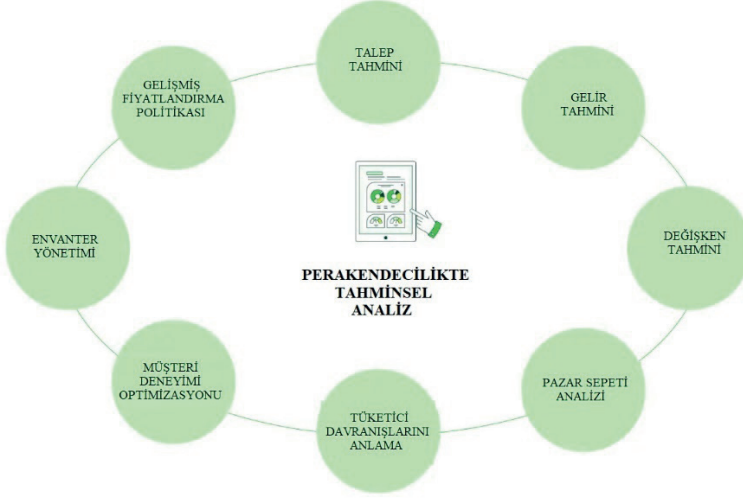 TALEP
TAHMİNİ
GELİR
TAHMİNİ
DEĞİŞKEN
TAHMİNİ
PAZAR SEPETİ
ANALİZİ
TÜKETİCİ
DAVRANIŞLARINI
ANLAMA
MÜŞTERİ
DENEYİMİ
OPTİMİZASYONU
ENVANTER
YÖNETİMİ
GELİŞMİŞ
FİYATLANDIRMA
POLİTİKASI
PERAKENDECİLİKTE
TAHMİNSEL
ANALİZ